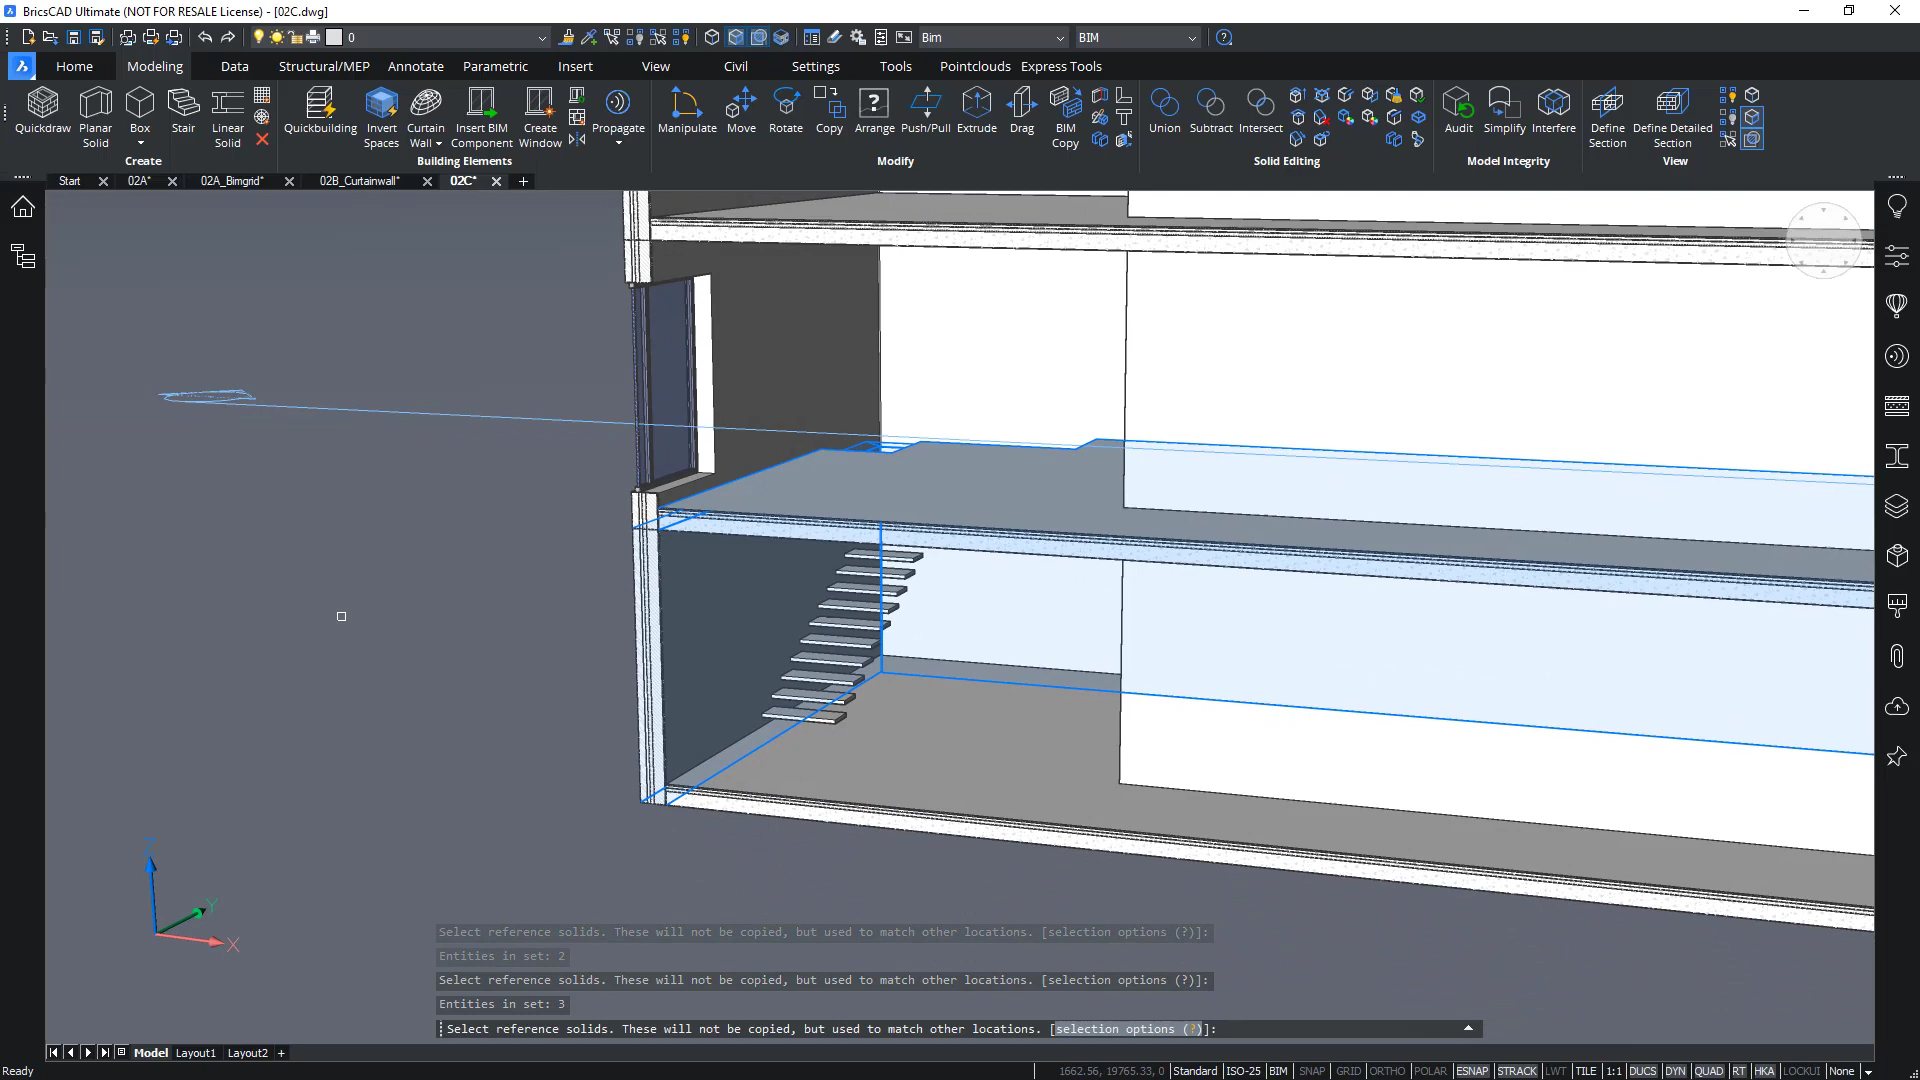 BricsCAD Ultimate (NOT FOR RESALE License) - [02C.dwg]
0
Bim
BIM
Home
Modeling
Data
Structural/MEP
Annotate
Parametric
Insert
View
Civil
Settings
Tools
Pointclouds
Express Tools
Quickdraw
Planar Solid
Box
Stair
Linear Solid
Quickbuilding
Invert Spaces
Curtain Wall
Insert BIM Component
Create Window
Propagate
Manipulate
Move
Rotate
Copy
Arrange
Push/Pull
Extrude
Drag
BIM Copy
Union
Subtract
Intersect
Audit
Simplify
Interfere
Define Section
Define Detailed Section
Create
Building Elements
Modify
Solid Editing
Model Integrity
View
Start
02A*
02A_Bimgrid*
02B_Curtainwall*
02C*
Z
Y
X
Select reference solids. These will not be copied, but used to match other locations. [selection options (?)]:
Entities in set: 2
Select reference solids. These will not be copied, but used to match other locations. [selection options (?)]:
Entities in set: 3
Select reference solids. These will not be copied, but used to match other locations. [selection options (?)]:
Model
Layout1
Layout2
Ready
1662.56, 19765.33, 0
Standard
ISO-25
BIM
SNAP
GRID
ORTHO
POLAR
ESNAP
STRACK
LWT
TILE
1:1
DUCS
DYN
QUAD
RT
HKA
LOCKUI
None